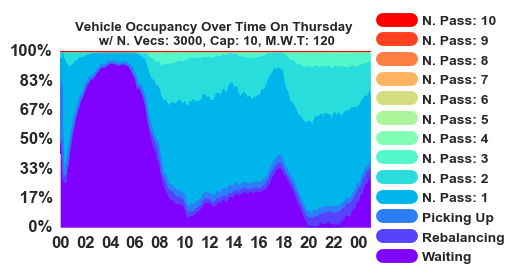 Vehicle Occupancy Over Time On Thursday
w/ N. Vecs: 3000, Cap: 10, M.W.T: 120
100%
83%
67%
50%
33%
17%
0%
00 02 04 06 08 10 12 14 16 18 20 22 00
N. Pass: 10
N. Pass: 9
N. Pass: 8
N. Pass: 7
N. Pass: 6
N. Pass: 5
N. Pass: 4
N. Pass: 3
N. Pass: 2
N. Pass: 1
Picking Up
Rebalancing
Waiting